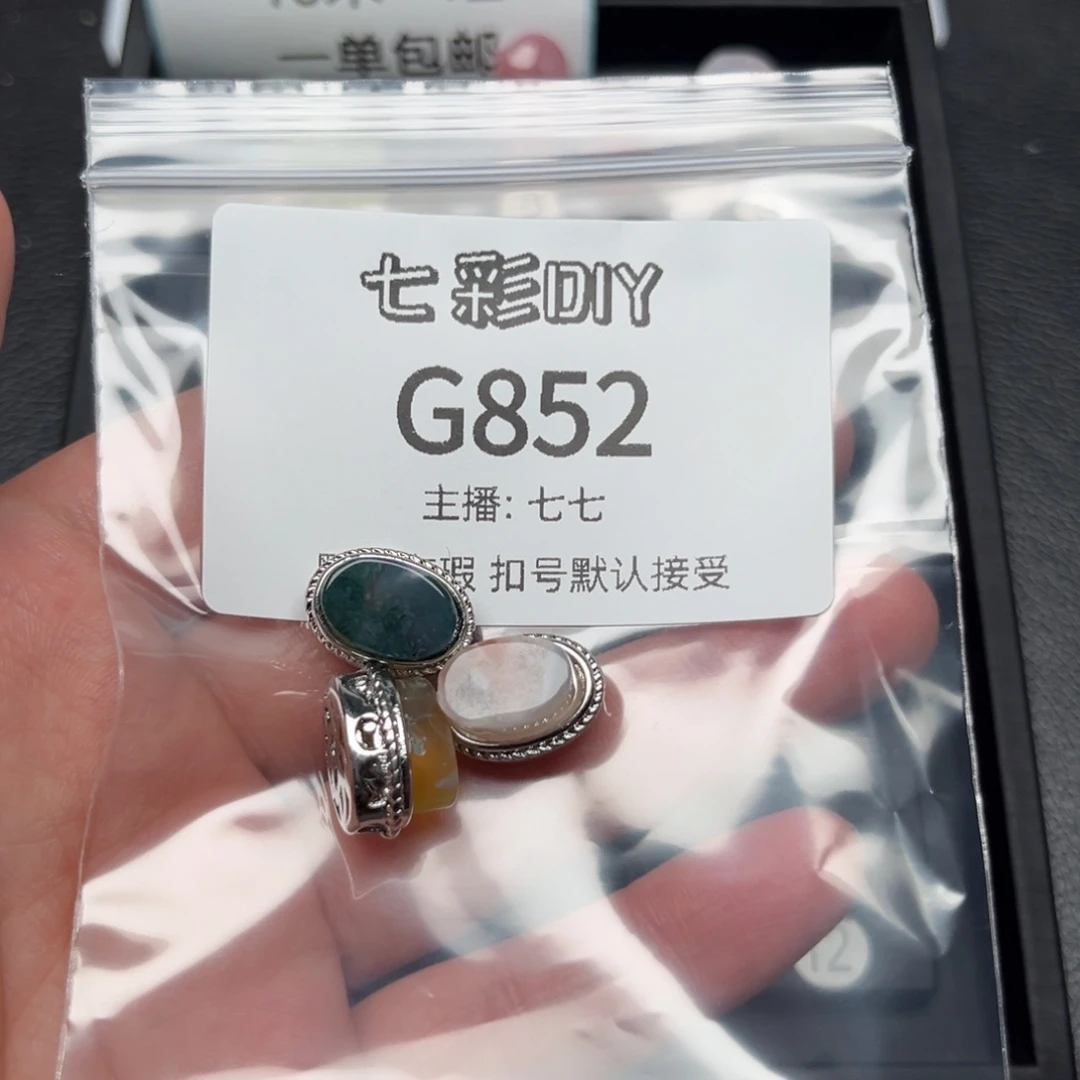 一单包邮
七彩DIY
G852
主播: 七七
瑕 扣号默认接受
12